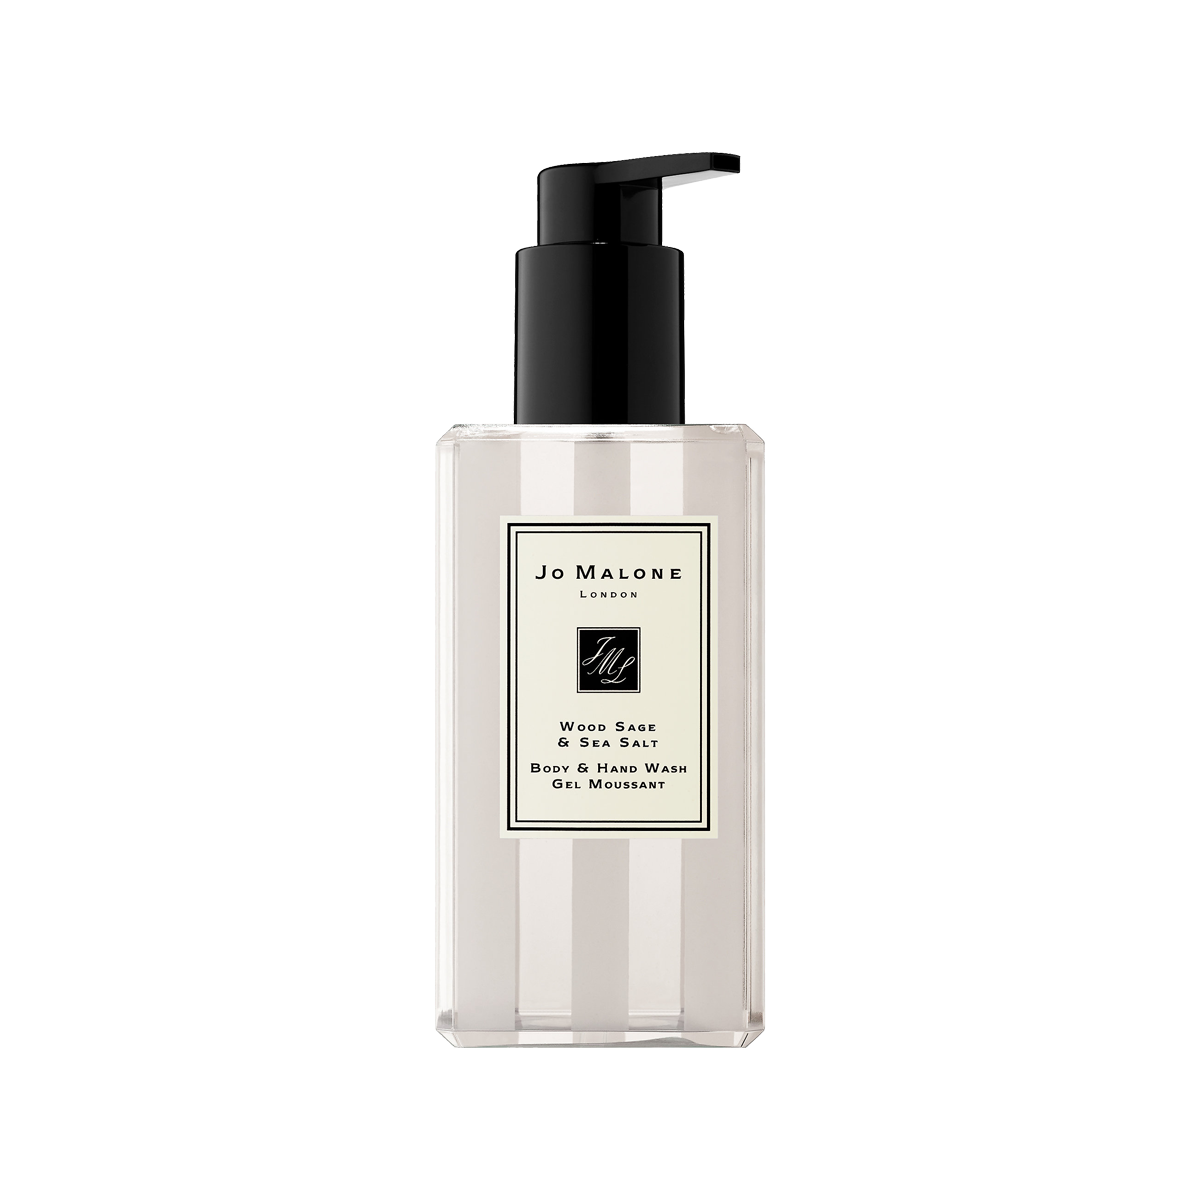 Jo Malone
London
JML
Wood Sage
& Sea Salt
Body & Hand Wash
Gel Moussant